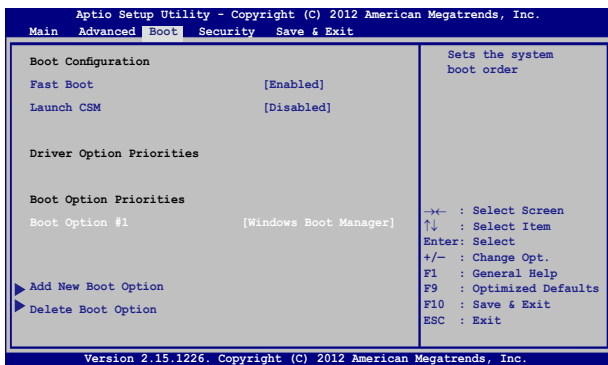 Aptio Setup Utility - Copyright (C) 2012 American Megatrends, Inc.
Main Advanced Boot Security Save & Exit
Boot Configuration
Fast Boot [Enabled]
Launch CSM [Disabled]
Driver Option Priorities
Boot Option Priorities
Boot Option #1 [Windows Boot Manager]
Add New Boot Option
Delete Boot Option
Sets the system
boot order
→← : Select Screen
↑↓ : Select Item
Enter: Select
+/— : Change Opt.
F1 : General Help
F9 : Optimized Defaults
F10 : Save & Exit
ESC : Exit
Version 2.15.1226. Copyright (C) 2012 American Megatrends, Inc.